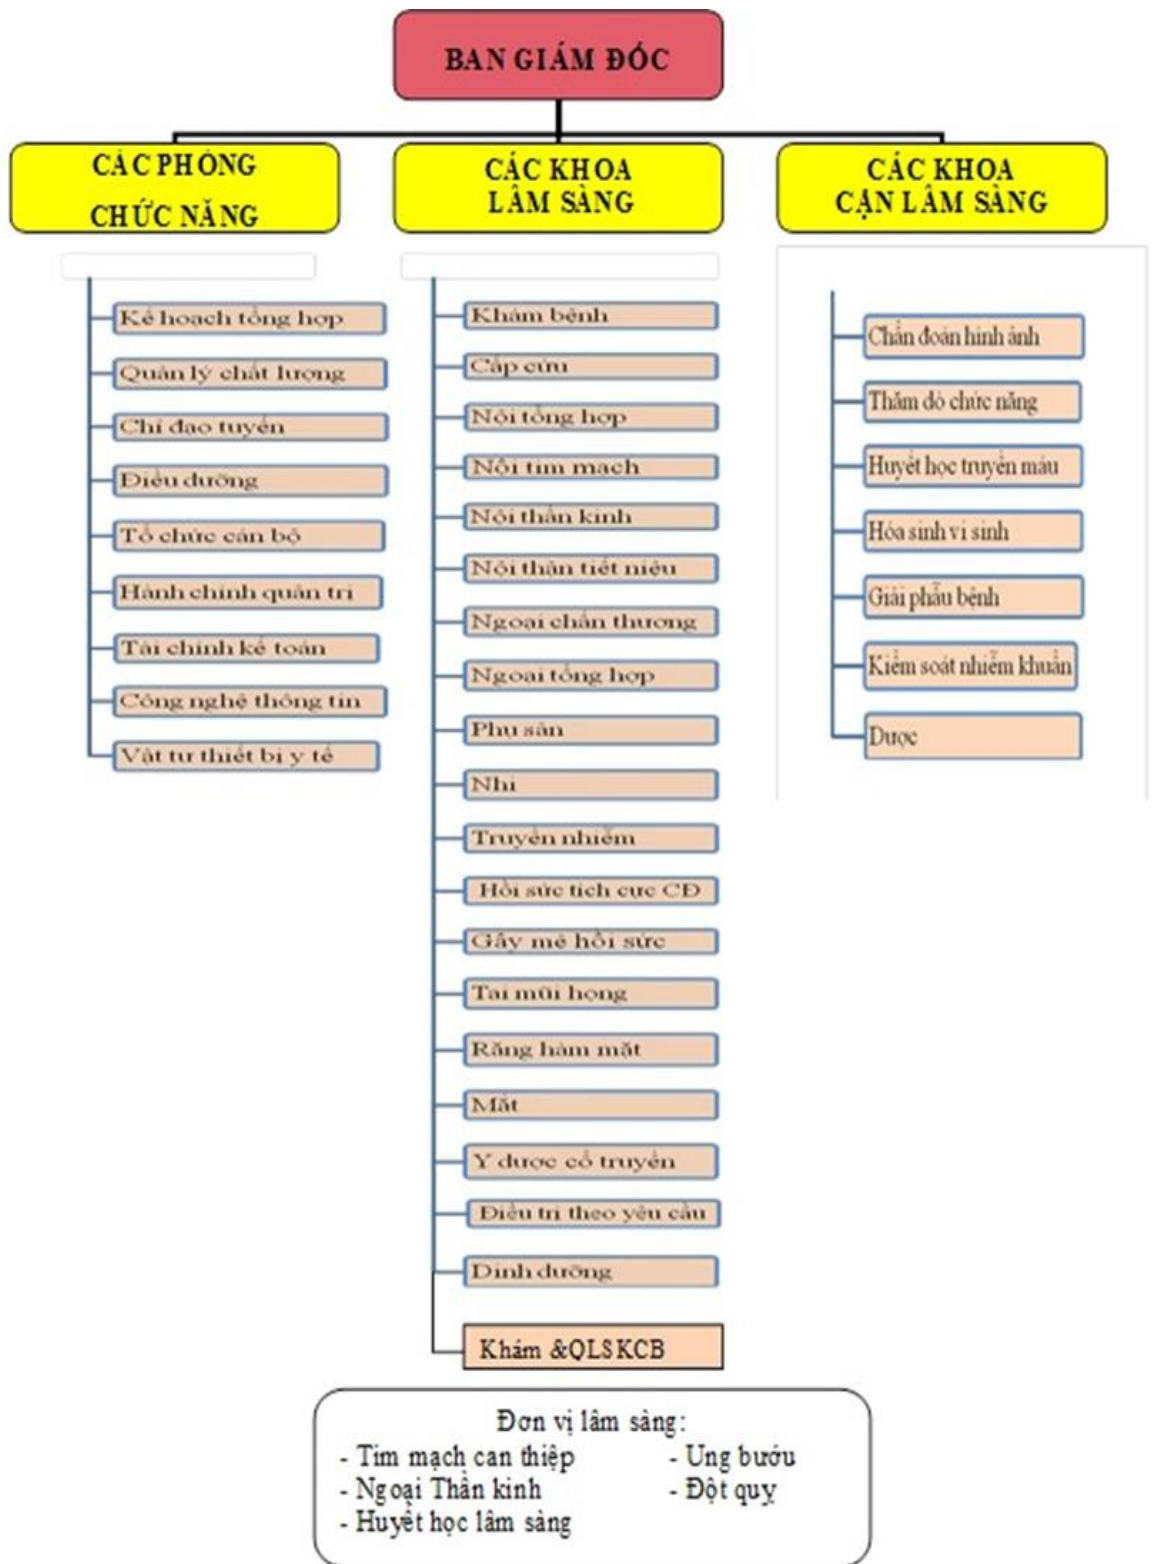 BAN GIÁM ĐỐC
CÁC PHÒNG
CHỨC NĂNG
Kế hoạch tổng hợp
Quản lý chất lượng
Chỉ đạo tuyến
Điều dưỡng
Tổ chức cán bộ
Hành chính quản trị
Tài chính kế toán
Công nghệ thông tin
Vật tư thiết bị y tế
CÁC KHOA
LÂM SÀNG
Khám bệnh
Cấp cứu
Nội tổng hợp
Nội tim mạch
Nội thần kinh
Nội thận tiết niệu
Ngoại chấn thương
Ngoại tổng hợp
Phụ sản
Nhi
Truyền nhiễm
Hồi sức tích cực CĐ
Gây mê hồi sức
Tai mũi họng
Răng hàm mặt
Mắt
Y dược cổ truyền
Điều trị theo yêu cầu
Dinh dưỡng
Khám &QLSKCB
CÁC KHOA
CẬN LÂM SÀNG
Chẩn đoán hình ảnh
Thăm dò chức năng
Huyết học truyền máu
Hóa sinh vi sinh
Giải phẫu bệnh
Kiểm soát nhiễm khuẩn
Dược
Đơn vị lâm sàng:
- Tim mạch can thiệp
- Ngoại Thần kinh
- Huyết học lâm sàng
- Ung bướu
- Đột quỵ